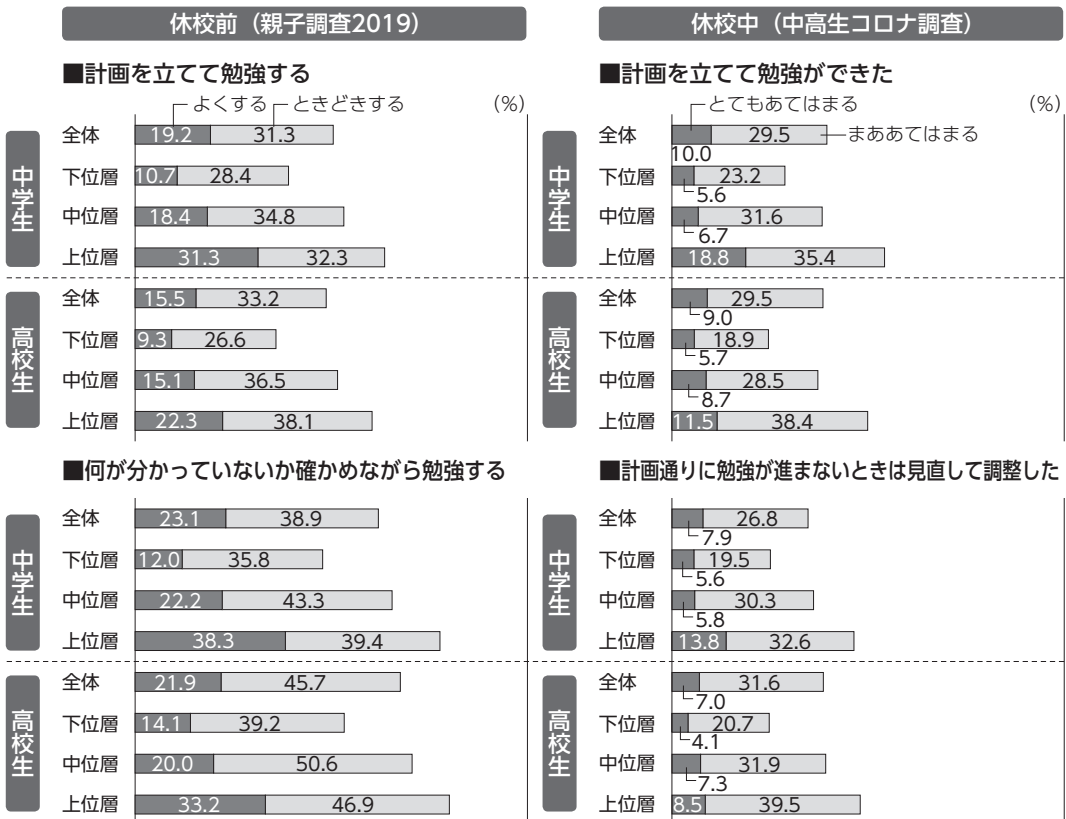 休校前（親子調査2019）
■計画を立てて勉強する
よくする ときどきする (%)
中学生
全体 19.2 31.3
下位層 10.7 28.4
中位層 18.4 34.8
上位層 31.3 32.3
高校生
全体 15.5 33.2
下位層 9.3 26.6
中位層 15.1 36.5
上位層 22.3 38.1
■何が分かっていないか確かめながら勉強する
中学生
全体 23.1 38.9
下位層 12.0 35.8
中位層 22.2 43.3
上位層 38.3 39.4
高校生
全体 21.9 45.7
下位層 14.1 39.2
中位層 20.0 50.6
上位層 33.2 46.9
休校中（中高生コロナ調査）
■計画を立てて勉強ができた
とてもあてはまる (%)
中学生
全体 10.0 29.5 まああてはまる
下位層 5.6 23.2
中位層 6.7 31.6
上位層 18.8 35.4
高校生
全体 9.0 29.5
下位層 5.7 18.9
中位層 8.7 28.5
上位層 11.5 38.4
■計画通りに勉強が進まないときは見直して調整した
中学生
全体 7.9 26.8
下位層 5.6 19.5
中位層 5.8 30.3
上位層 13.8 32.6
高校生
全体 7.0 31.6
下位層 4.1 20.7
中位層 7.3 31.9
上位層 8.5 39.5